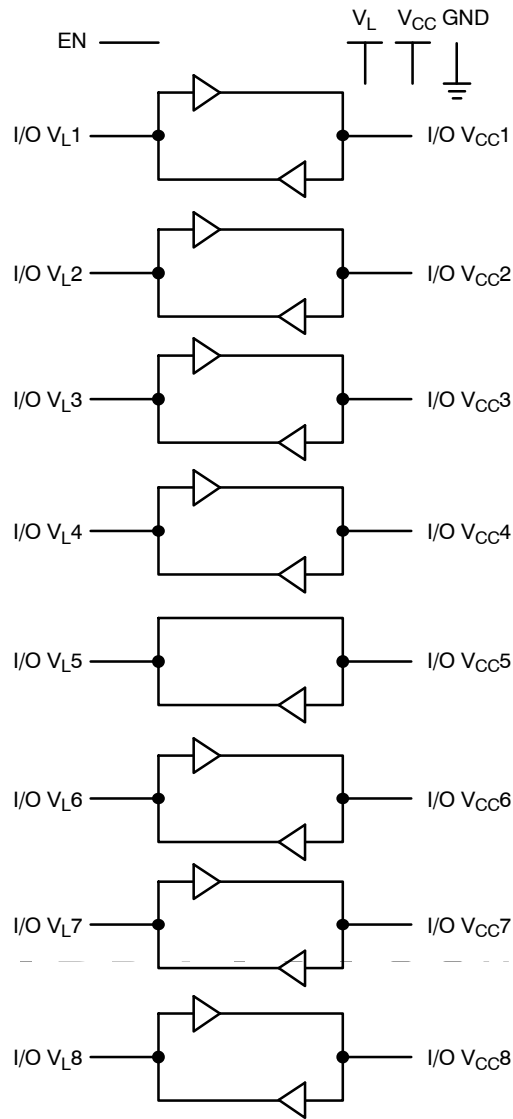 EN V_L V_CC GND
I/O V_L1 I/O V_CC1
I/O V_L2 I/O V_CC2
I/O V_L3 I/O V_CC3
I/O V_L4 I/O V_CC4
I/O V_L5 I/O V_CC5
I/O V_L6 I/O V_CC6
I/O V_L7 I/O V_CC7
I/O V_L8 I/O V_CC8